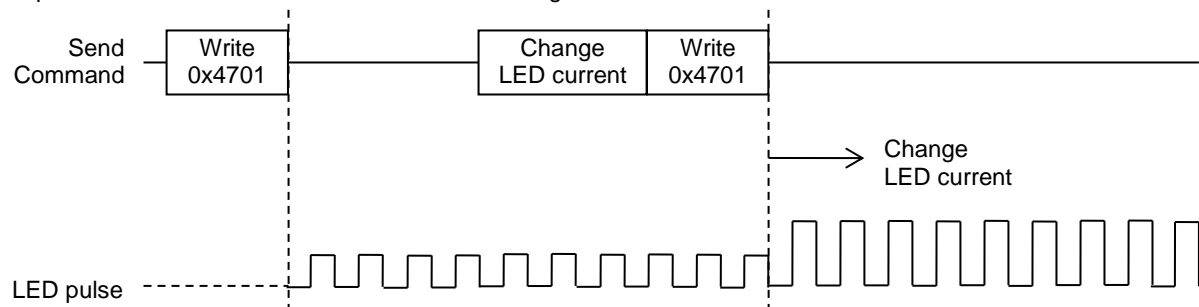 Send
Command
Write
0x4701
Change
LED current
Write
0x4701
Change
LED current
LED pulse